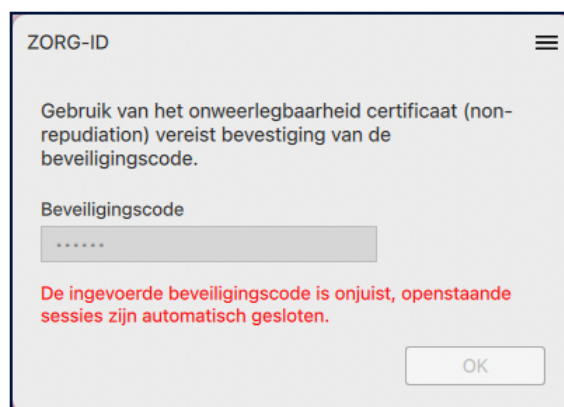 ZORG-ID
Gebruik van het onweerlegbaarheid certificaat (non-
repudiation) vereist bevestiging van de
beveiligingscode.
Beveiligingscode
••••••
De ingevoerde beveiligingscode is onjuist, openstaande
sessies zijn automatisch gesloten.
OK